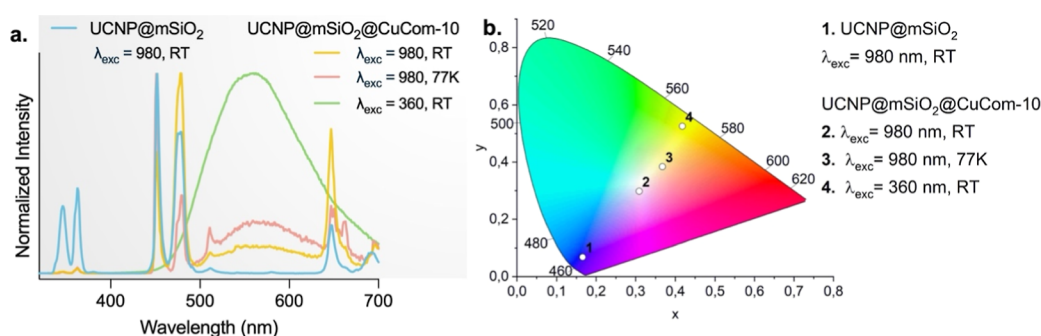 a.
UCNP@mSiO₂
λexc = 980, RT
UCNP@mSiO₂@CuCom-10
λexc = 980, RT
λexc = 980, 77K
λexc = 360, RT
Normalized Intensity
400 500 600 700
Wavelength (nm)
b.
520
540
560
580
600
620
500
480
460
0,8
0,6
0,4
0,2
0,0
y
0,0 0,1 0,2 0,3 0,4 0,5 0,6 0,7 0,8
x
4
3
2
1
1. UCNP@mSiO₂
λexc= 980 nm, RT
UCNP@mSiO₂@CuCom-10
2. λexc= 980 nm, RT
3. λexc= 980 nm, 77K
4. λexc= 360 nm, RT